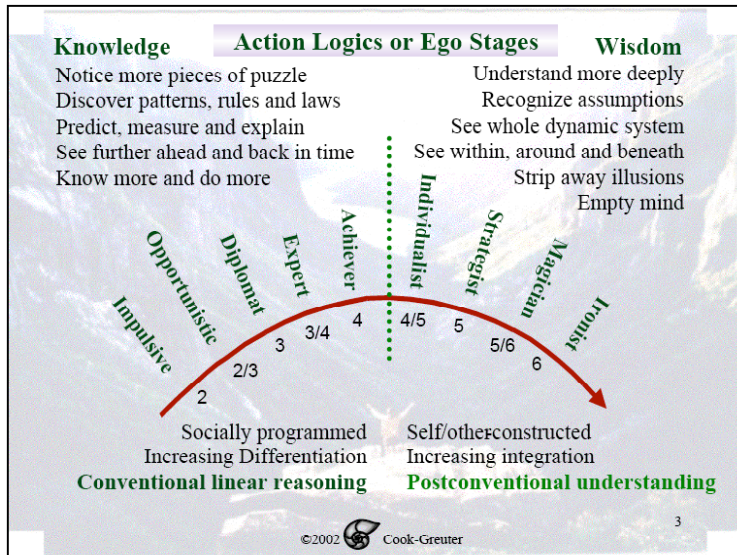 Action Logics or Ego Stages
Knowledge
Notice more pieces of puzzle
Discover patterns, rules and laws
Predict, measure and explain
See further ahead and back in time
Know more and do more
Wisdom
Understand more deeply
Recognize assumptions
See whole dynamic system
See within, around and beneath
Strip away illusions
Empty mind
Impulsive
Opportunistic
Diplomat
Expert
Achiever
Individualist
Strategist
Magician
Ironist
2
2/3
3
3/4
4
4/5
5
5/6
6
Socially programmed
Increasing Differentiation
Conventional linear reasoning
Self/other-constructed
Increasing integration
Postconventional understanding
3
©2002 Cook-Greuter